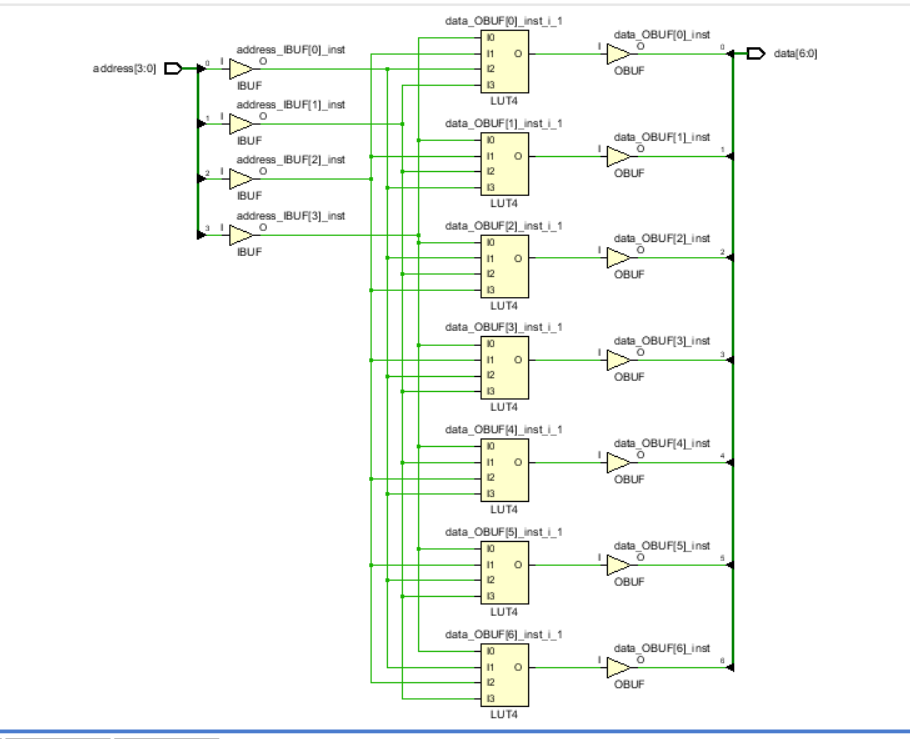 address[3:0]
0
I
address_IBUF[0]_inst
O
IBUF
1
I
address_IBUF[1]_inst
O
IBUF
2
I
address_IBUF[2]_inst
O
IBUF
3
I
address_IBUF[3]_inst
O
IBUF
data_OBUF[0]_inst_i_1
I0
I1
I2
I3
O
LUT4
data_OBUF[1]_inst_i_1
I0
I1
I2
I3
O
LUT4
data_OBUF[2]_inst_i_1
I0
I1
I2
I3
O
LUT4
data_OBUF[3]_inst_i_1
I0
I1
I2
I3
O
LUT4
data_OBUF[4]_inst_i_1
I0
I1
I2
I3
O
LUT4
data_OBUF[5]_inst_i_1
I0
I1
I2
I3
O
LUT4
data_OBUF[6]_inst_i_1
I0
I1
I2
I3
O
LUT4
data_OBUF[0]_inst
I
O
OBUF
0
data_OBUF[1]_inst
I
O
OBUF
1
data_OBUF[2]_inst
I
O
OBUF
2
data_OBUF[3]_inst
I
O
OBUF
3
data_OBUF[4]_inst
I
O
OBUF
4
data_OBUF[5]_inst
I
O
OBUF
5
data_OBUF[6]_inst
I
O
OBUF
6
data[6:0]